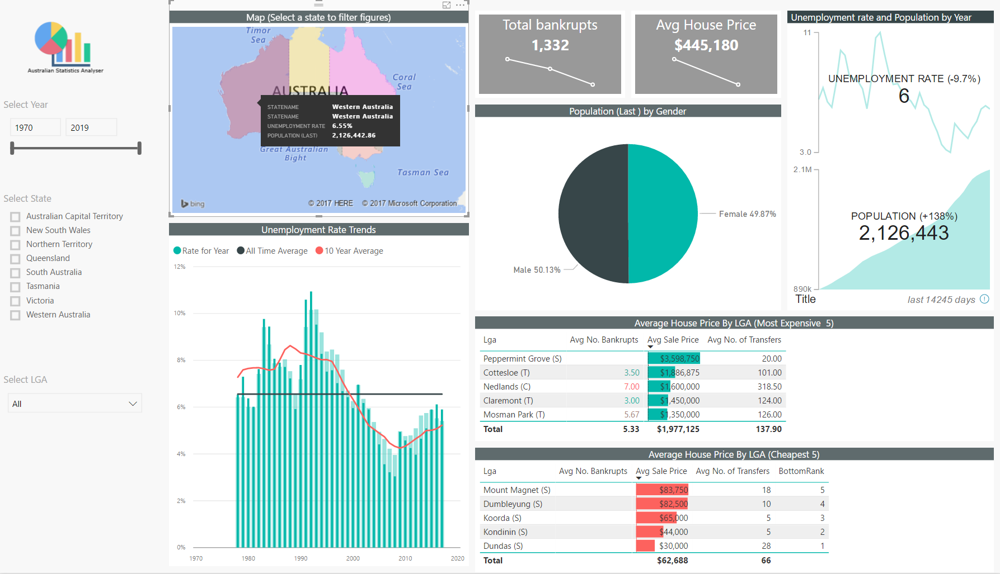 Australian Statistics Analyser
Select Year
1970
2019
Select State
Australian Capital Territory
New South Wales
Northern Territory
Queensland
South Australia
Tasmania
Victoria
Western Australia
Select LGA
All
Map (Select a state to filter figures)
Timor
Sea
Coral
Sea
AUSTRALIA
STATENAME Western Australia
STATENAME Western Australia
UNEMPLOYMENT RATE 6.55%
POPULATION (LAST) 2,126,442.86
Great Australian
Bight
Tasman Sea
bing
© 2017 HERE © 2017 Microsoft Corporation
Unemployment Rate Trends
Rate for Year All Time Average 10 Year Average
12%
10%
8%
6%
4%
2%
0%
1970 1980 1990 2000 2010 2020
Total bankrupts
1,332
Avg House Price
$445,180
Population (Last ) by Gender
Female 49.87%
Male 50.13%
Unemployment rate and Population by Year
11
UNEMPLOYMENT RATE (-9.7%)
6
3.0
2.1M
POPULATION (+138%)
2,126,443
890k
Title
last 14245 days
Average House Price By LGA (Most Expensive  5)
Lga Avg No. Bankrupts Avg Sale Price Avg No. of Transfers
Peppermint Grove (S) $3,598,750 20.00
Cottesloe (T) 3.50 $1,886,875 101.00
Nedlands (C) 7.00 $1,600,000 318.50
Claremont (T) 3.00 $1,450,000 124.00
Mosman Park (T) 5.67 $1,350,000 126.00
Total 5.33 $1,977,125 137.90
Average House Price By LGA (Cheapest 5)
Lga Avg No. Bankrupts Avg Sale Price Avg No. of Transfers BottomRank
Mount Magnet (S) $83,750 18 5
Dumbleyung (S) $82,500 10 4
Koorda (S) $65,000 5 3
Kondinin (S) $44,000 5 2
Dundas (S) $30,000 28 1
Total $62,688 66